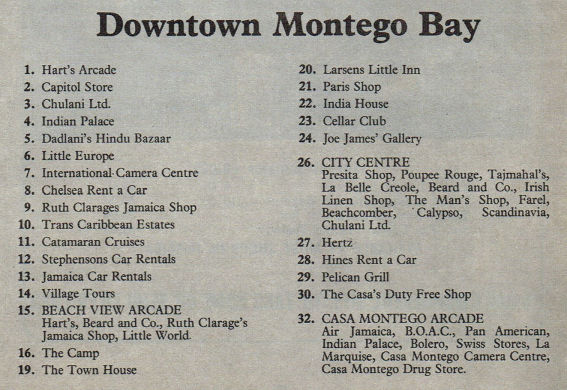 Downtown Montego Bay
1. Hart's Arcade
2. Capitol Store
3. Chulani Ltd.
4. Indian Palace
5. Dadlani's Hindu Bazaar
6. Little Europe
7. International Camera Centre
8. Chelsea Rent a Car
9. Ruth Clarages Jamaica Shop
10. Trans Caribbean Estates
11. Catamaran Cruises
12. Stephensons Car Rentals
13. Jamaica Car Rentals
14. Village Tours
15. BEACH VIEW ARCADE
Hart's, Beard and Co., Ruth Clarage's
Jamaica Shop, Little World
16. The Camp
19. The Town House
20. Larsens Little Inn
21. Paris Shop
22. India House
23. Cellar Club
24. Joe James' Gallery
26. CITY CENTRE
Presita Shop, Poupee Rouge, Tajmahal's,
La Belle Creole, Beard and Co., Irish
Linen Shop, The Man's Shop, Farel,
Beachcomber, Calypso, Scandinavia,
Chulani Ltd.
27. Hertz
28. Hines Rent a Car
29. Pelican Grill
30. The Casa's Duty Free Shop
32. CASA MONTEGO ARCADE
Air Jamaica, B.O.A.C., Pan American,
Indian Palace, Bolero, Swiss Stores, La
Marquise, Casa Montego Camera Centre,
Casa Montego Drug Store.